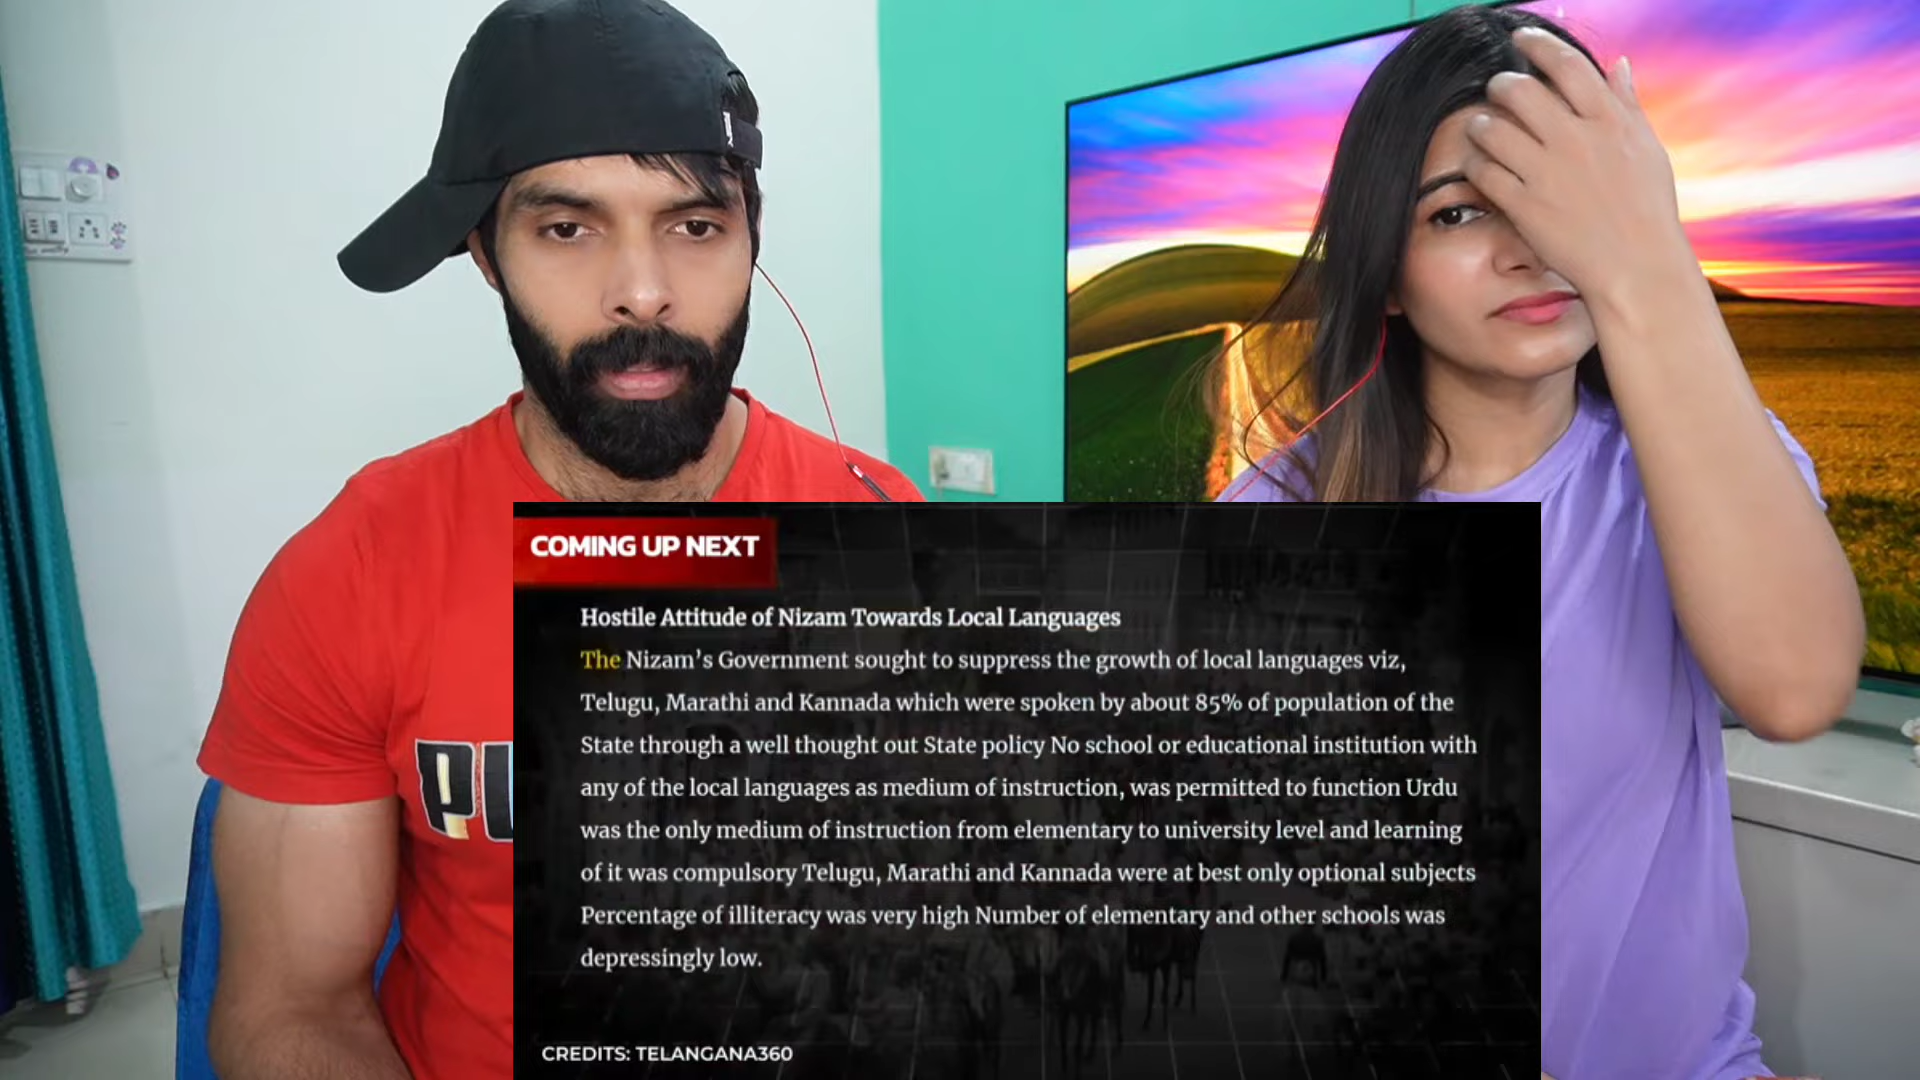 COMING UP NEXT
Hostile Attitude of Nizam Towards Local Languages
The Nizam's Government sought to suppress the growth of local languages viz,
Telugu, Marathi and Kannada which were spoken by about 85% of population of the
State through a well thought out State policy No school or educational institution with
any of the local languages as medium of instruction, was permitted to function Urdu
was the only medium of instruction from elementary to university level and learning
of it was compulsory Telugu, Marathi and Kannada were at best only optional subjects
Percentage of illiteracy was very high Number of elementary and other schools was
depressingly low.
CREDITS: TELANGANA360